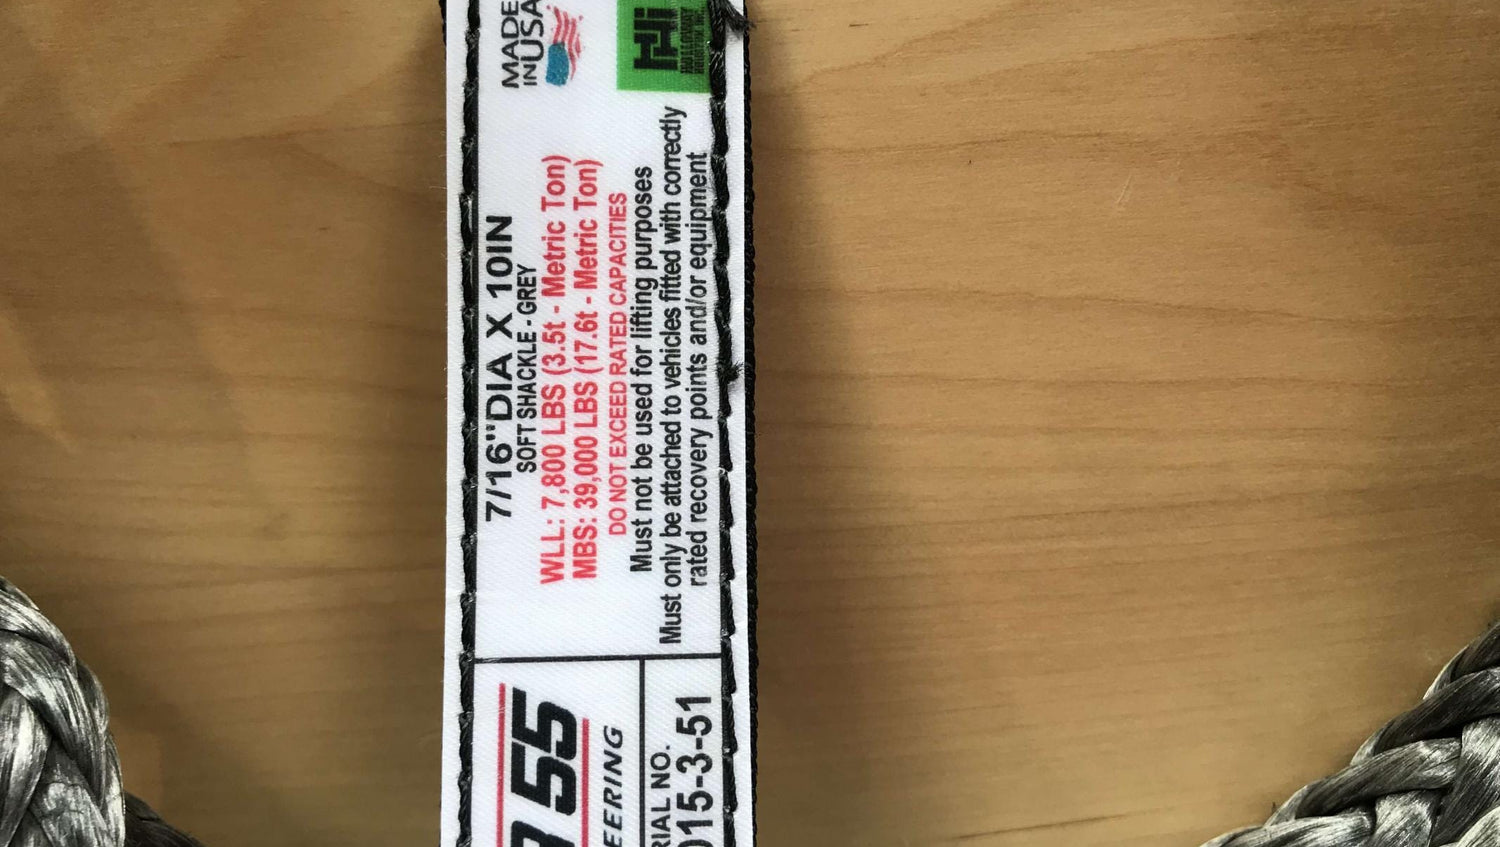 7/16"DIA X 10IN
SOFT SHACKLE - GREY
WLL: 7,800 LBS (3.5t - Metric Ton)
MBS: 39,000 LBS (17.6t - Metric Ton)
DO NOT EXCEED RATED CAPACITIES
Must not be used for lifting purposes
Must only be attached to vehicles fitted with correctly
rated recovery points and/or equipment
MADE
IN USA
55
EERING
RIAL NO.
015-3-51